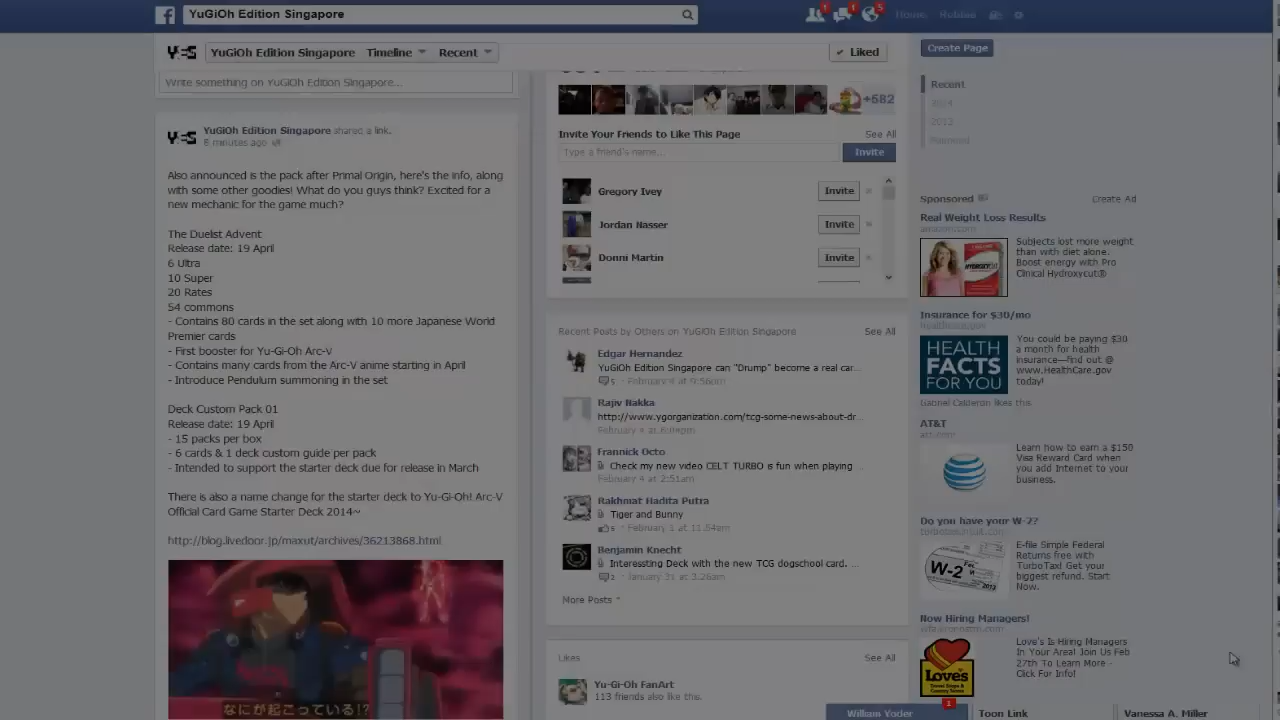 YuGiOh Edition Singapore
Home
YuGiOh Edition Singapore
Timeline
Recent
Liked
Write something on YuGiOh Edition Singapore...
YuGiOh Edition Singapore shared a link.
Also announced is the pack after Primal Origin, here's the info, along
with some other goodies! What do you guys think? Excited for a
new mechanic for the game much?
The Duelist Advent
Release date: 19 April
6 Ultra
10 Super
20 Rates
54 commons
- Contains 80 cards in the set along with 10 more Japanese World
Premier cards
- First booster for Yu-Gi-Oh Arc-V
- Contains many cards from the Arc-V anime starting in April
- Introduce Pendulum summoning in the set
Deck Custom Pack 01
Release date: 19 April
- 15 packs per box
- 6 cards & 1 deck custom guide per pack
- Intended to support the starter deck due for release in March
There is also a name change for the starter deck to Yu-Gi-Oh! Arc-V
Official Card Game Starter Deck 2014~
http://blog.livedoor.jp/maxut/archives/36213868.html
なにが起こっている!?
+582
Invite Your Friends to Like This Page
See All
Type a friend's name...
Invite
Gregory Ivey
Invite
Jordan Nasser
Invite
Donni Martin
Invite
Recent Posts by Others on YuGiOh Edition Singapore
See All
Edgar Hernandez
YuGiOh Edition Singapore can "Drump" become a real car...
Rajiv Nakka
http://www.ygorganization.com/tcg-some-news-about-dr...
Frannick Octo
Check my new video CELT TURBO is fun when playing
February 4 at 2:51am
Rakhmat Hadita Putra
Tiger and Bunny
Benjamin Knecht
Interessting Deck with the new TCG dogschool card. ...
More Posts
Likes
See All
Yu-Gi-Oh FanArt
113 friends also like this.
Create Page
Recent
Sponsored
Create Ad
Real Weight Loss Results
amazon.com
Subjects lost more weight
than with diet alone.
Boost energy with Pro
Clinical Hydroxycut®
Insurance for $30/mo
HEALTH
FACTS
FOR YOU
You could be paying $30
a month for health
insurance—find out @
www.HealthCare.gov
today!
Gabriel Calderon likes this.
AT&T
att.com
Learn how to earn a $150
Visa Reward Card when
you add Internet to your
business.
Do you have your W-2?
W-2
E-file Simple Federal
Returns free with
TurboTax! Get your
biggest refund. Start
Now.
Now Hiring Managers!
Love's
Love's Is Hiring Managers
In Your Area! Join Us Feb
27th To Learn More -
Click For Info!
1
William Yoder
Toon Link
Vanessa A. Miller